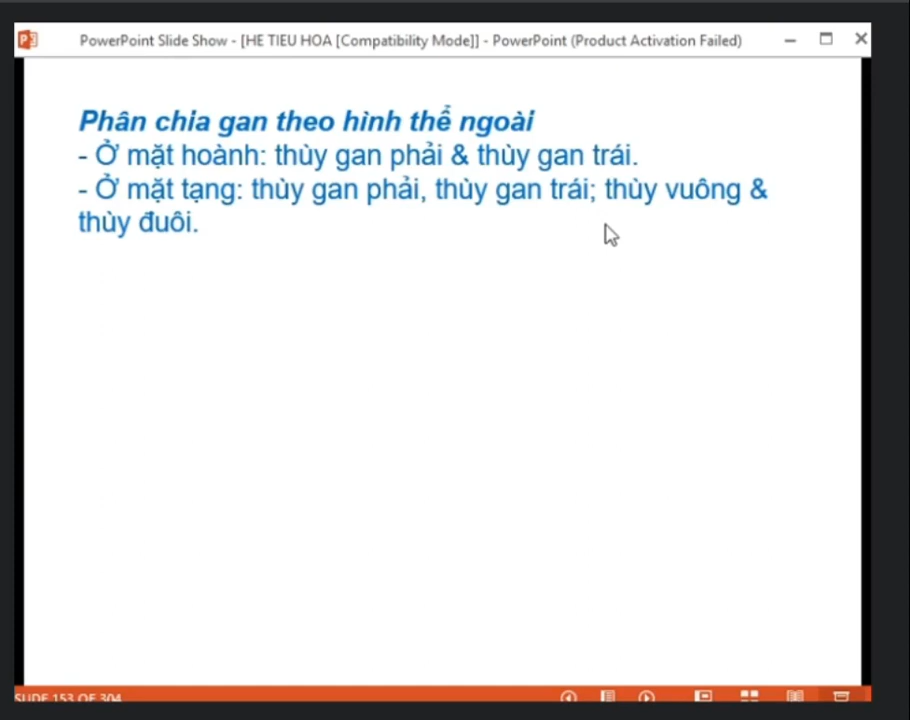 PowerPoint Slide Show - [HE TIEU HOA [Compatibility Mode]] - PowerPoint (Product Activation Failed)
Phân chia gan theo hình thể ngoài
- Ở mặt hoành: thùy gan phải & thùy gan trái.
- Ở mặt tạng: thùy gan phải, thùy gan trái; thùy vuông &
thùy đuôi.
SLIDE 153 OF 304